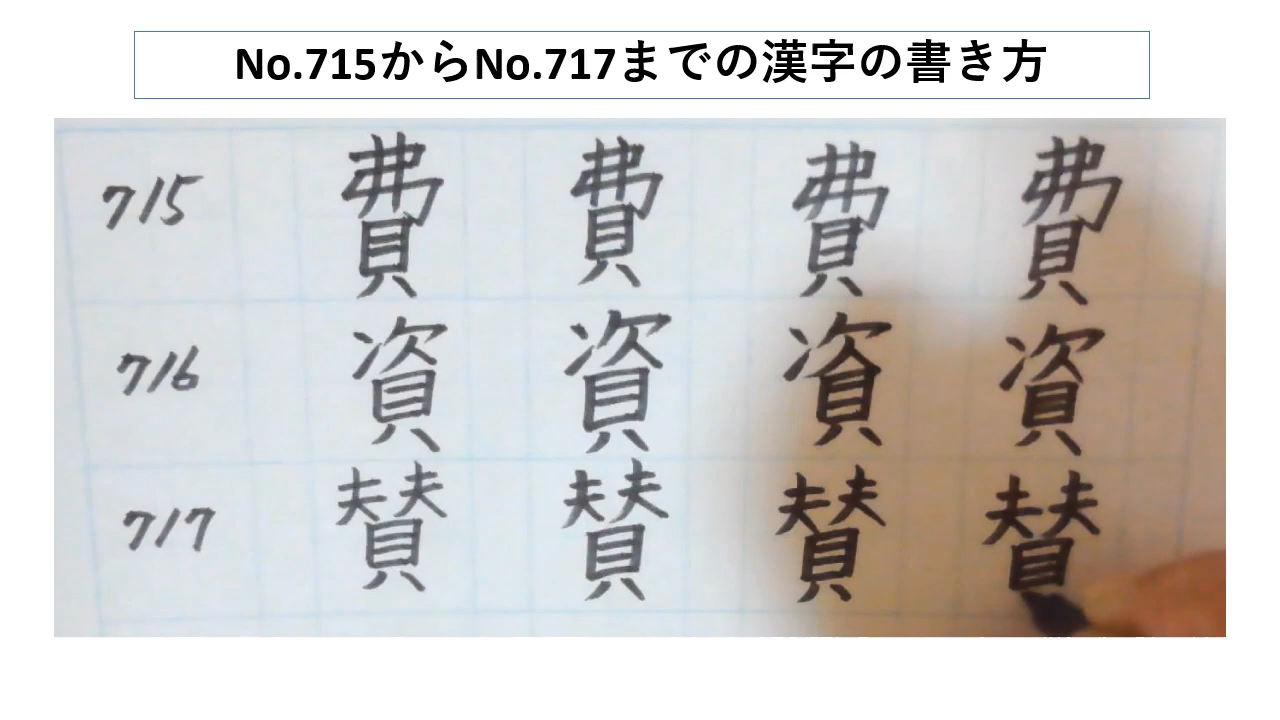 No.715からNo.717までの漢字の書き方
715 費 費 費 費
716 資 資 資 資
717 賛 賛 賛 賛